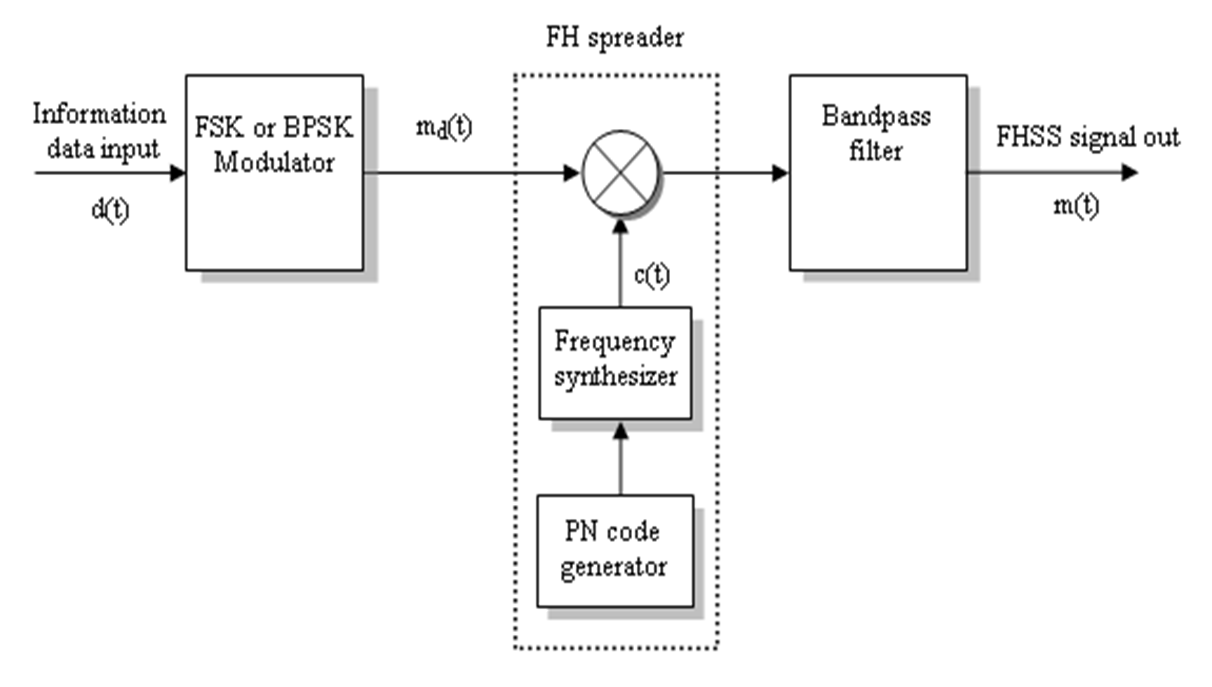 FH spreader
Information
data input
d(t)
FSK or BPSK
Modulator
md(t)
Bandpass
filter
FHSS signal out
m(t)
c(t)
Frequency
synthesizer
PN code
generator